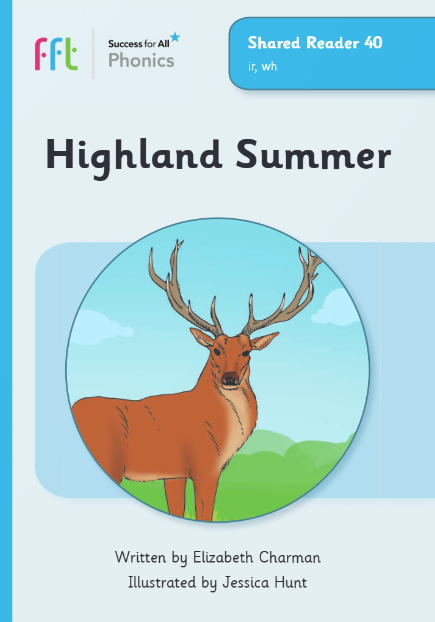 fft
Success for All
Phonics
Shared Reader 40
ir, wh
Highland Summer
Written by Elizabeth Charman
Illustrated by Jessica Hunt